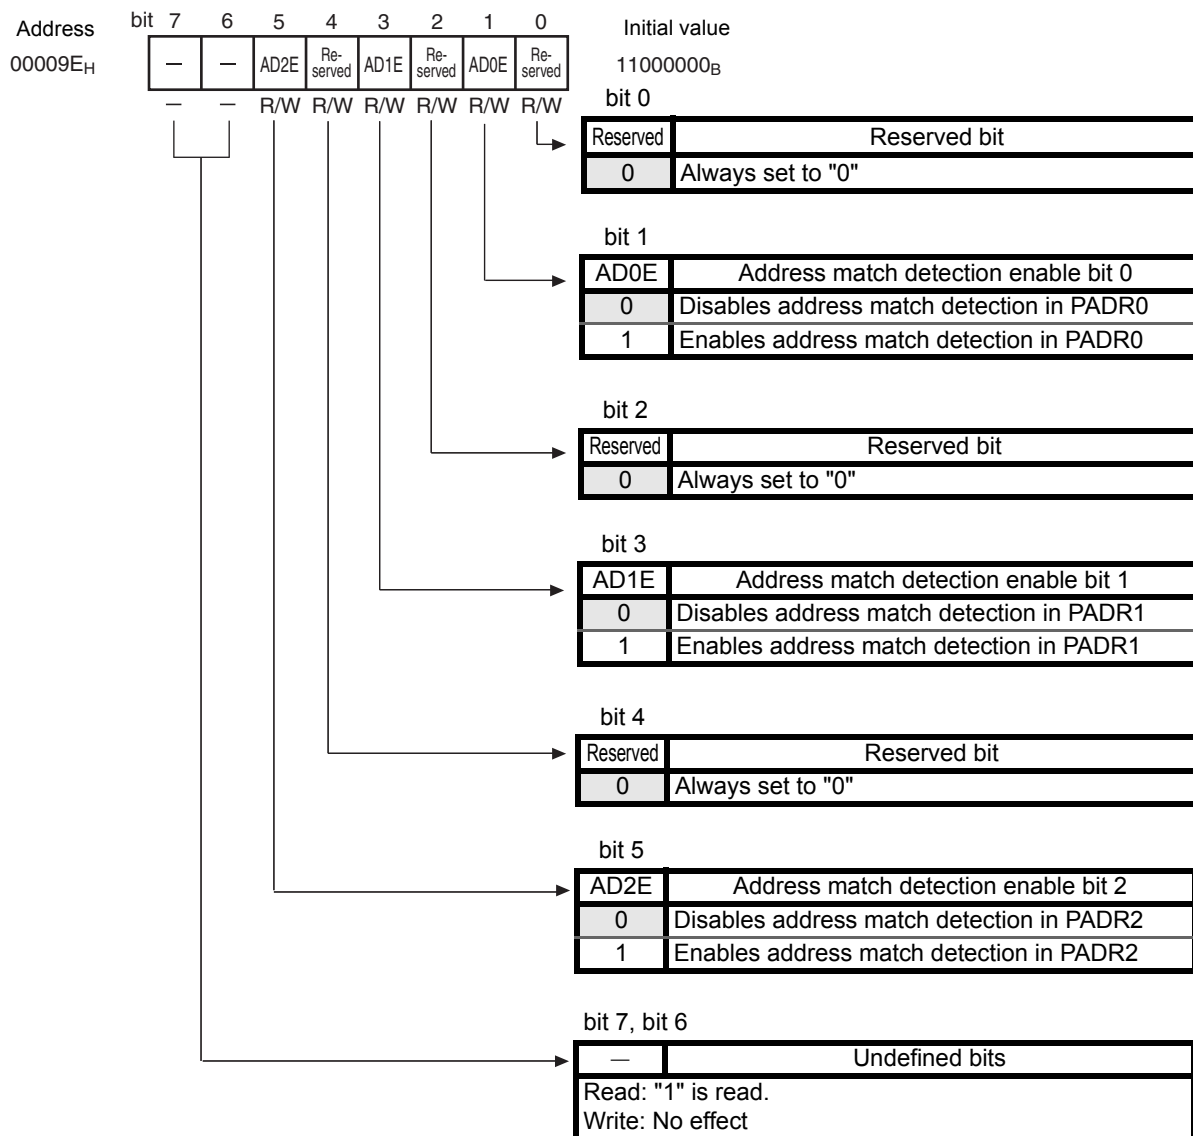 Address bit 7 6 5 4 3 2 1 0 Initial value
00009EH — — AD2E Re-served AD1E Re-served AD0E Re-served 11000000B
— — R/W R/W R/W R/W R/W R/W
bit 0
Reserved Reserved bit
0 Always set to "0"
bit 1
AD0E Address match detection enable bit 0
0 Disables address match detection in PADR0
1 Enables address match detection in PADR0
bit 2
Reserved Reserved bit
0 Always set to "0"
bit 3
AD1E Address match detection enable bit 1
0 Disables address match detection in PADR1
1 Enables address match detection in PADR1
bit 4
Reserved Reserved bit
0 Always set to "0"
bit 5
AD2E Address match detection enable bit 2
0 Disables address match detection in PADR2
1 Enables address match detection in PADR2
bit 7, bit 6
— Undefined bits
Read: "1" is read.
Write: No effect